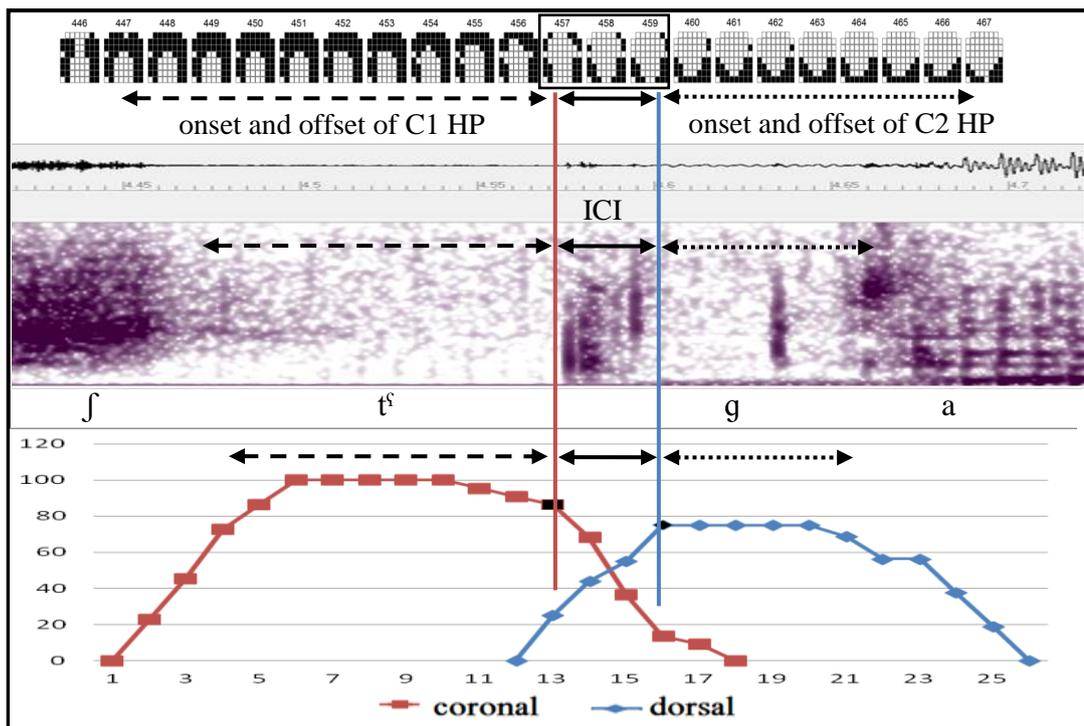 446 447 448 449 450 451 452 453 454 455 456 457 458 459 460 461 462 463 464 465 466 467
onset and offset of C1 HP onset and offset of C2 HP
4.45 4.5 4.55 4.6 4.65 4.7
ICI
ʃ tˤ ɡ a
120
100
80
60
40
20
0
1 3 5 7 9 11 13 15 17 19 21 23 25
coronal dorsal